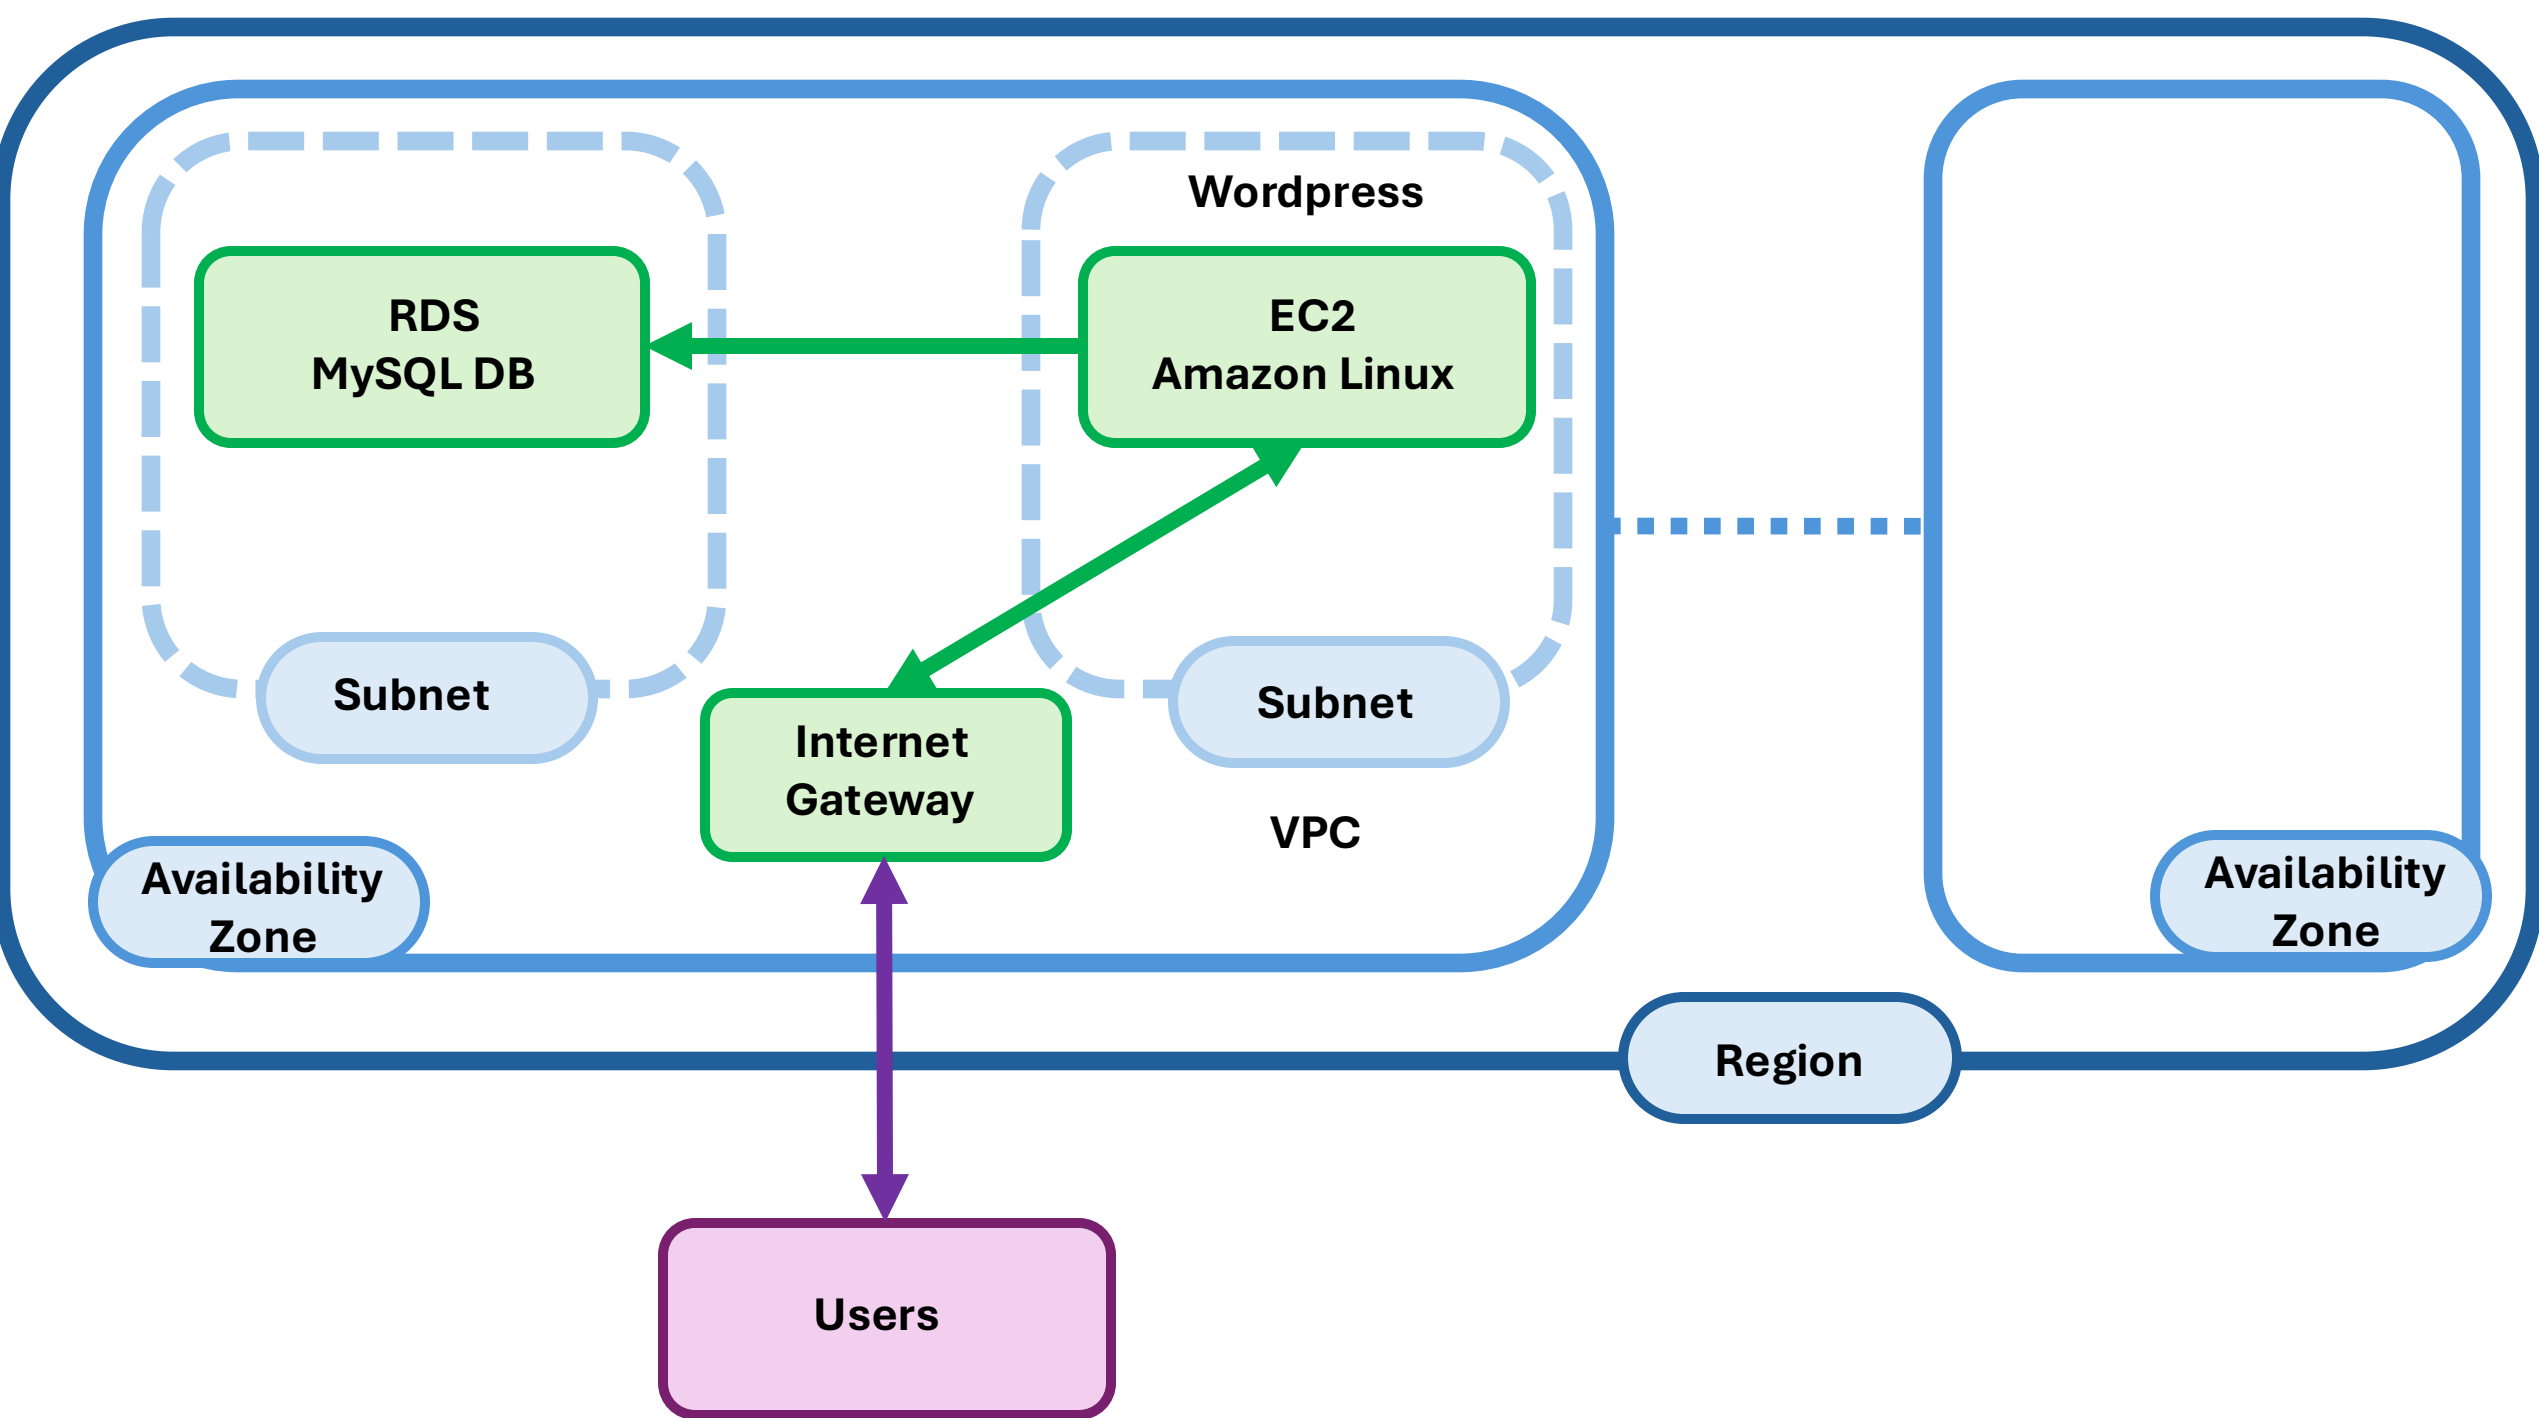 Wordpress
RDS
MySQL DB
EC2
Amazon Linux
Subnet
Subnet
Internet
Gateway
VPC
Availability
Zone
Availability
Zone
Region
Users